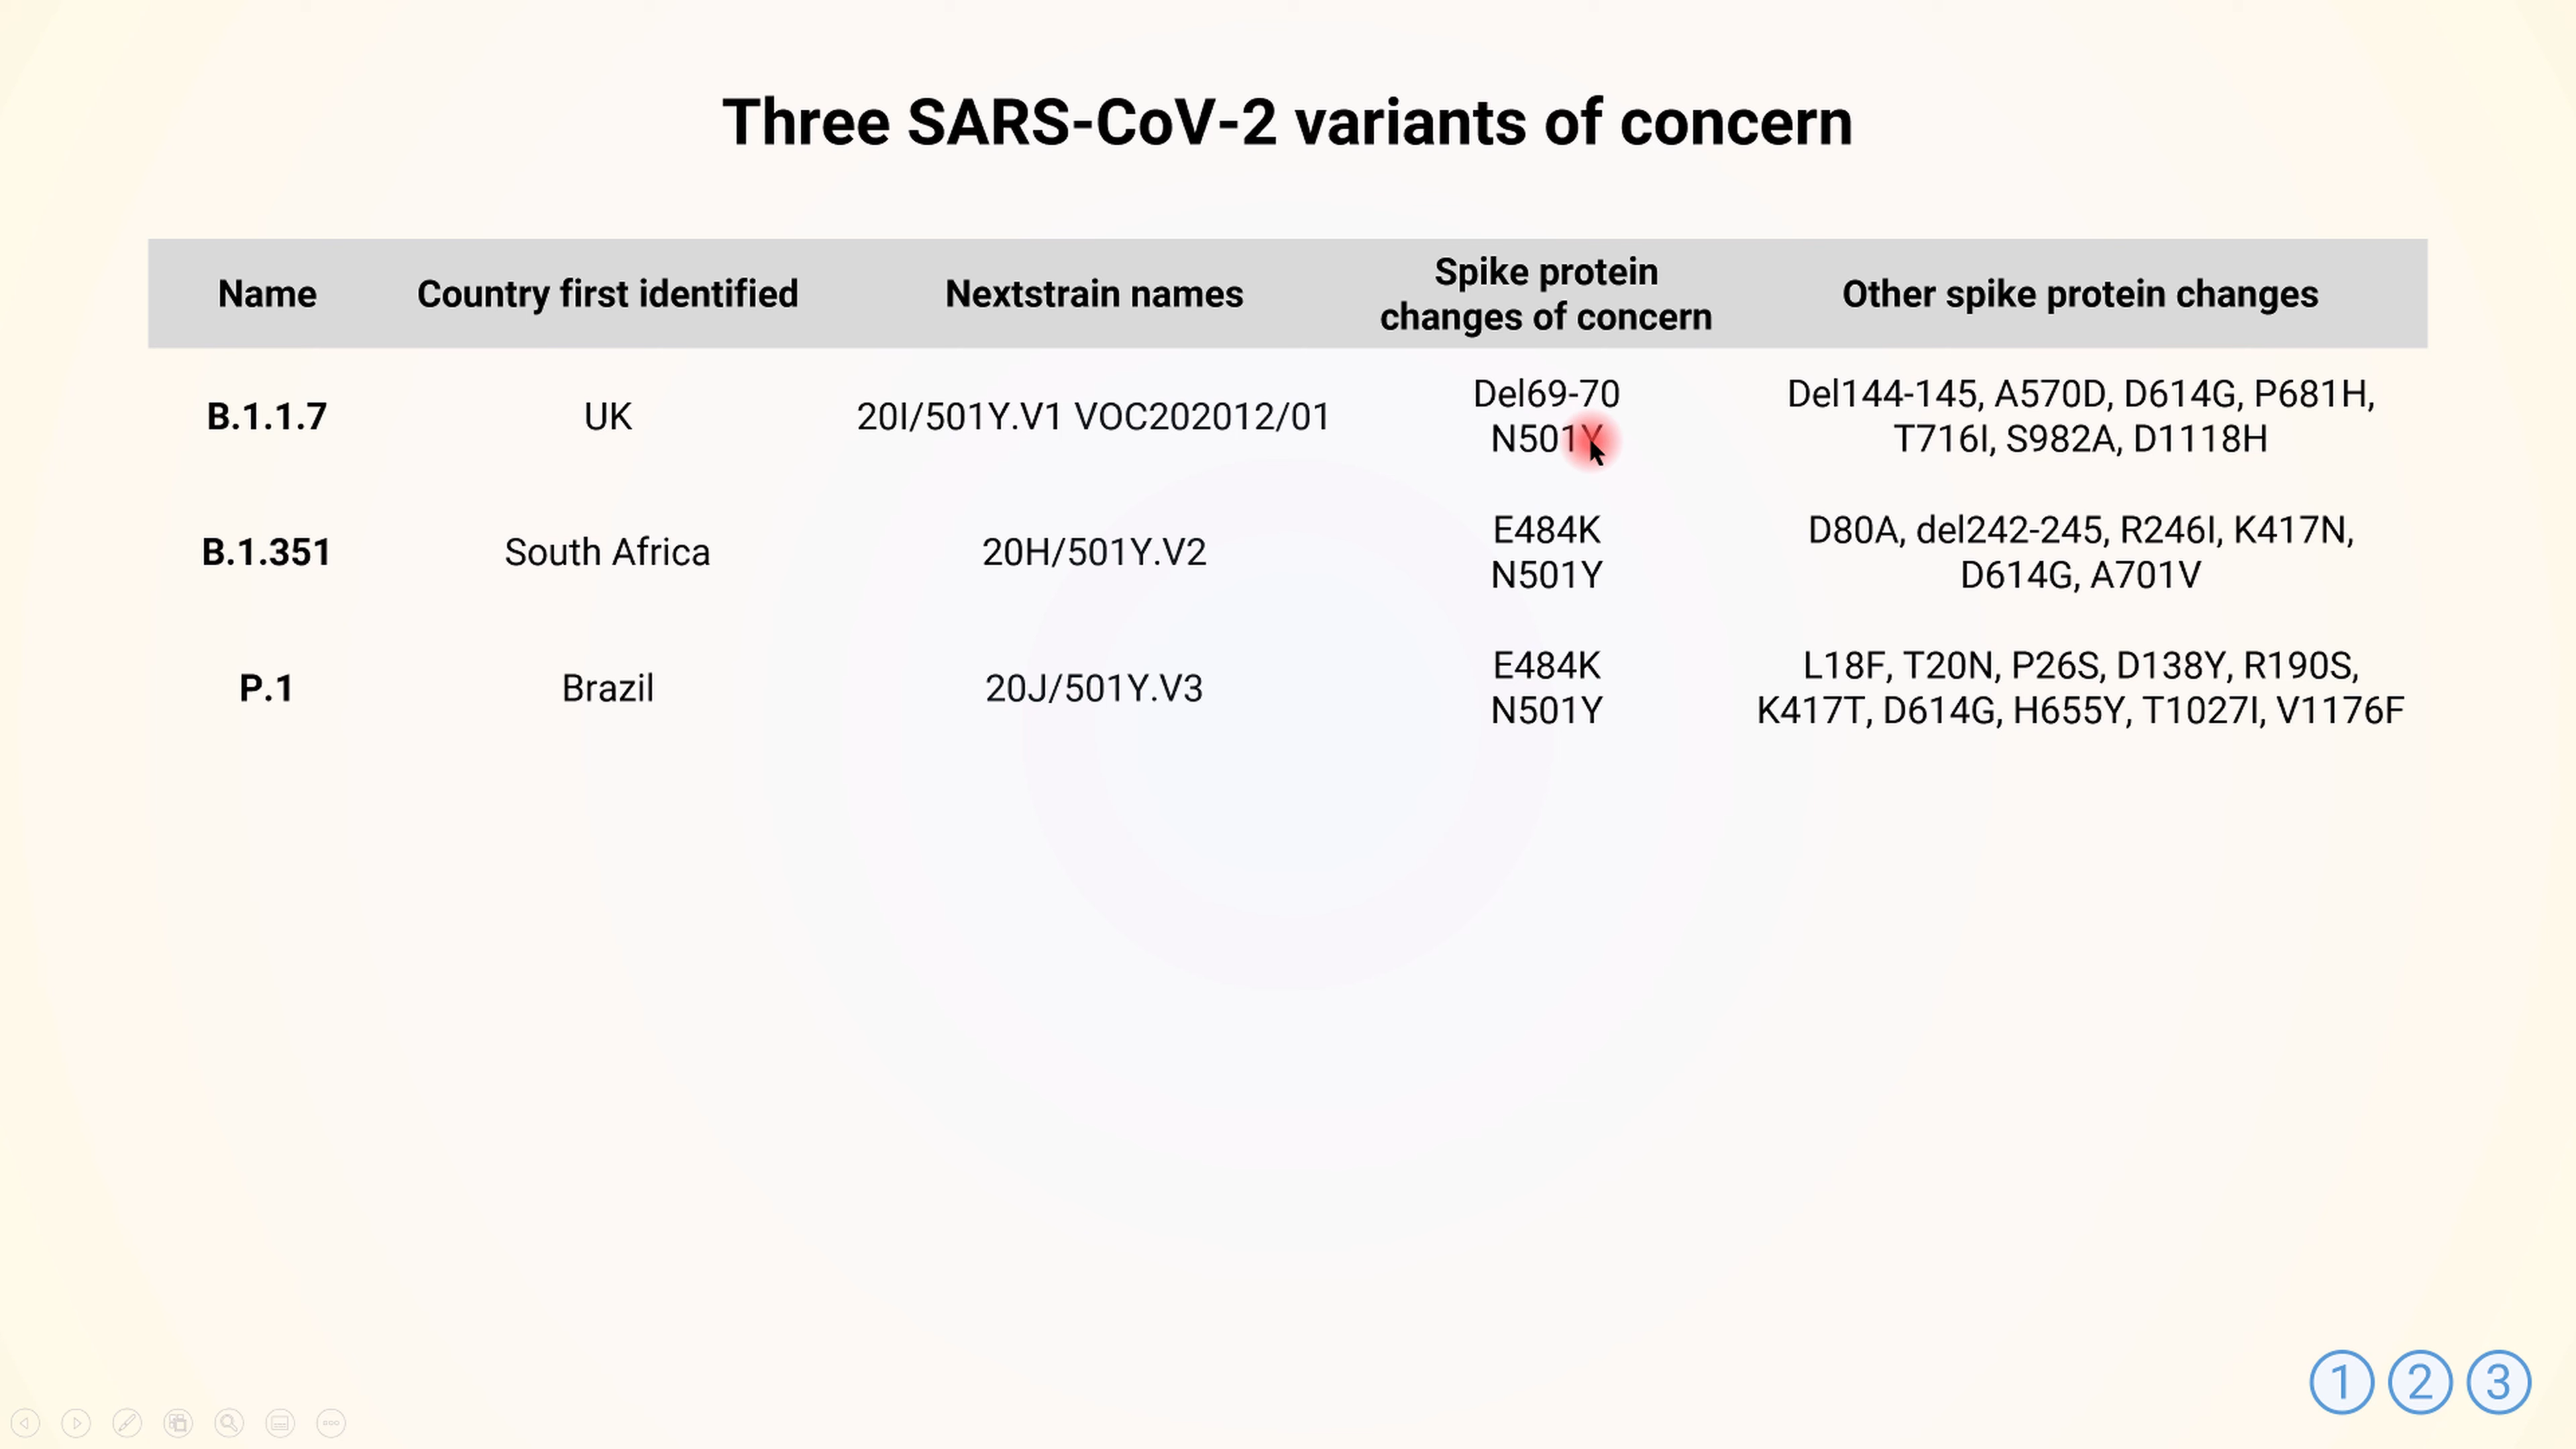 Three SARS-CoV-2 variants of concern
Name Country first identified Nextstrain names Spike protein changes of concern Other spike protein changes
B.1.1.7 UK 20I/501Y.V1 VOC202012/01 Del69-70 N501Y Del144-145, A570D, D614G, P681H, T716I, S982A, D1118H
B.1.351 South Africa 20H/501Y.V2 E484K N501Y D80A, del242-245, R246I, K417N, D614G, A701V
P.1 Brazil 20J/501Y.V3 E484K N501Y L18F, T20N, P26S, D138Y, R190S, K417T, D614G, H655Y, T1027I, V1176F
1 2 3